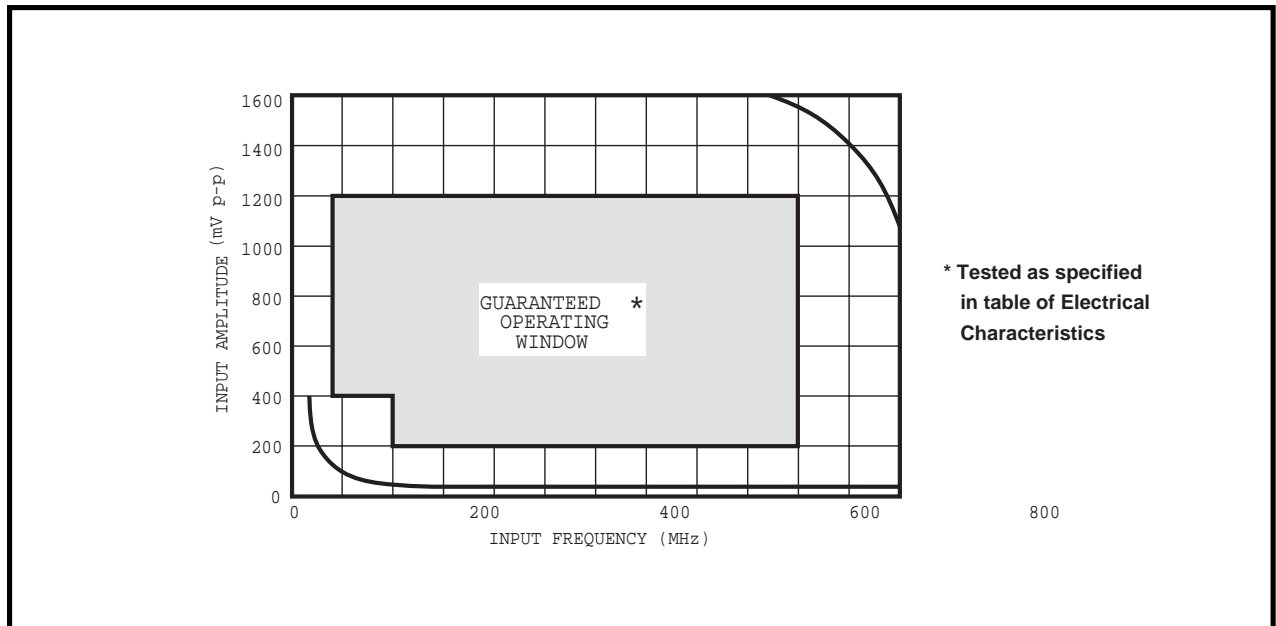 1600
1400
1200
1000
800
600
400
200
0
INPUT AMPLITUDE (mV p-p)
GUARANTEED *
OPERATING
WINDOW
* Tested as specified
in table of Electrical
Characteristics
0 200 400 600 800
INPUT FREQUENCY (MHz)